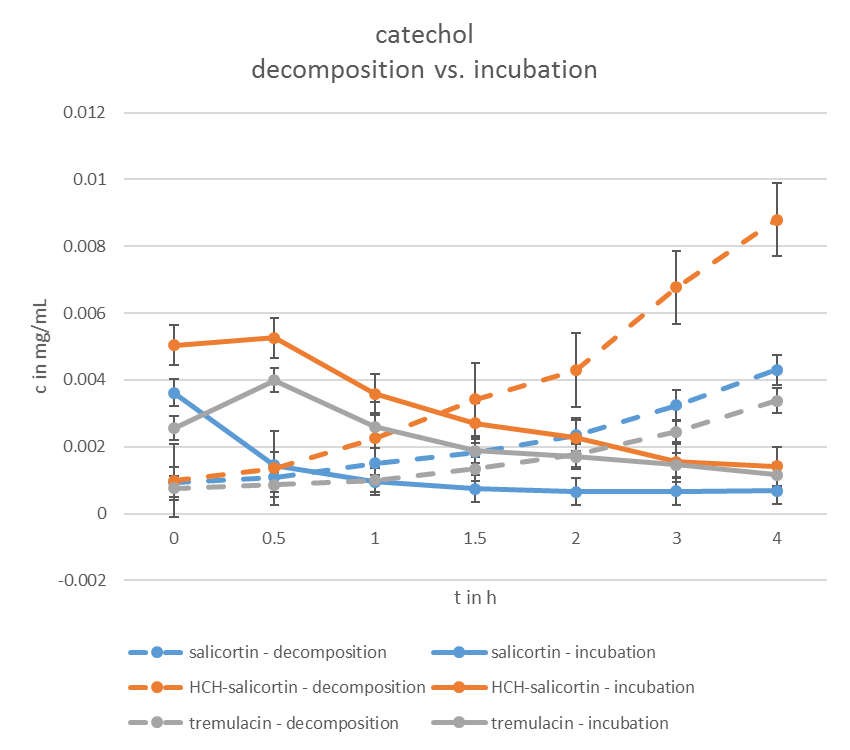 catechol
decomposition vs. incubation
0.012
0.01
0.008
0.006
0.004
0.002
0
-0.002
c in mg/mL
0 0.5 1 1.5 2 3 4
t in h
salicortin - decomposition salicortin - incubation
HCH-salicortin - decomposition HCH-salicortin - incubation
tremulacin - decomposition tremulacin - incubation